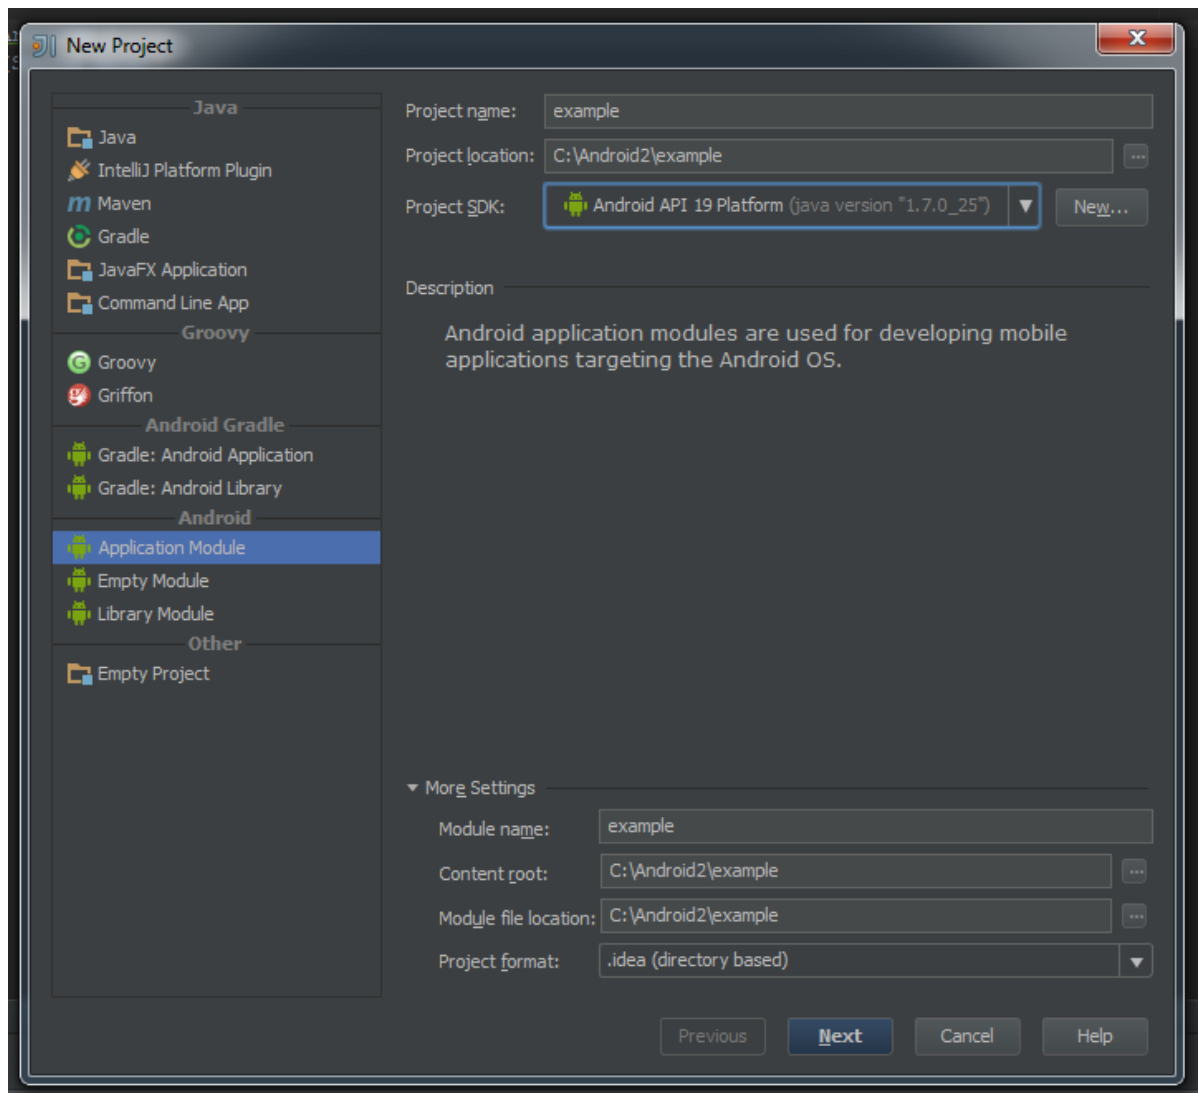 New Project
Java
Java
IntelliJ Platform Plugin
Maven
Gradle
JavaFX Application
Command Line App
Groovy
Groovy
Griffon
Android Gradle
Gradle: Android Application
Gradle: Android Library
Android
Application Module
Empty Module
Library Module
Other
Empty Project
Project name: example
Project location: C:\Android2\example ...
Project SDK: Android API 19 Platform (java version "1.7.0_25") New...
Description
Android application modules are used for developing mobile
applications targeting the Android OS.
More Settings
Module name: example
Content root: C:\Android2\example ...
Module file location: C:\Android2\example ...
Project format: .idea (directory based)
Previous Next Cancel Help